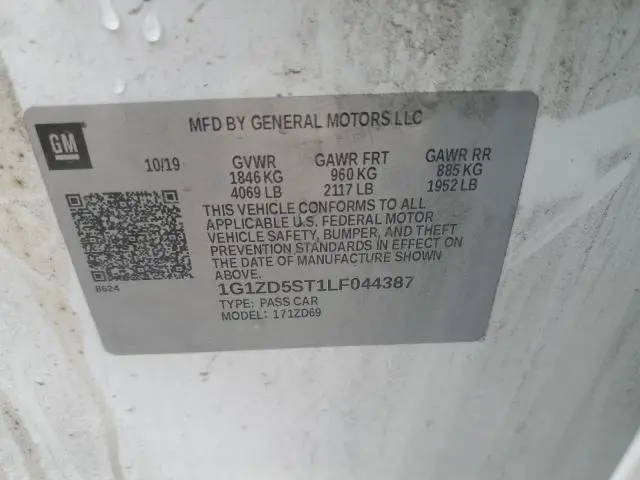 GM
MFD BY GENERAL MOTORS LLC
10/19 GVWR GAWR FRT GAWR RR
1846 KG 960 KG 885 KG
4069 LB 2117 LB 1952 LB
THIS VEHICLE CONFORMS TO ALL
APPLICABLE U.S. FEDERAL MOTOR
VEHICLE SAFETY, BUMPER, AND THEFT
PREVENTION STANDARDS IN EFFECT ON
THE DATE OF MANUFACTURE SHOWN
ABOVE.
8624
1G1ZD5ST1LF044387
TYPE: PASS CAR
MODEL: 171ZD69